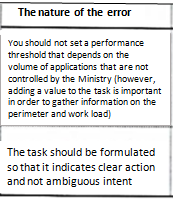 The nature of the error
You should not set a performance
threshold that depends on the
volume of applications that are not
controlled by the Ministry (however,
adding a value to the task is important
in order to gather information on the
perimeter and work load)
The task should be formulated
so that it indicates clear action
and not ambiguous intent